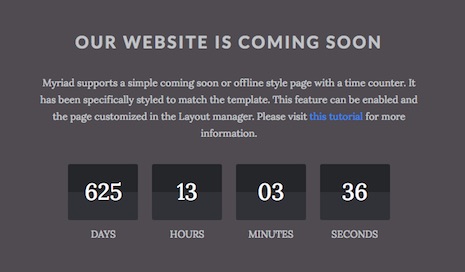 OUR WEBSITE IS COMING SOON
Myriad supports a simple coming soon or offline style page with a time counter. It
has been specifically styled to match the template. This feature can be enabled and
the page customized in the Layout manager. Please visit this tutorial for more
information.
625 13 03 36
DAYS HOURS MINUTES SECONDS